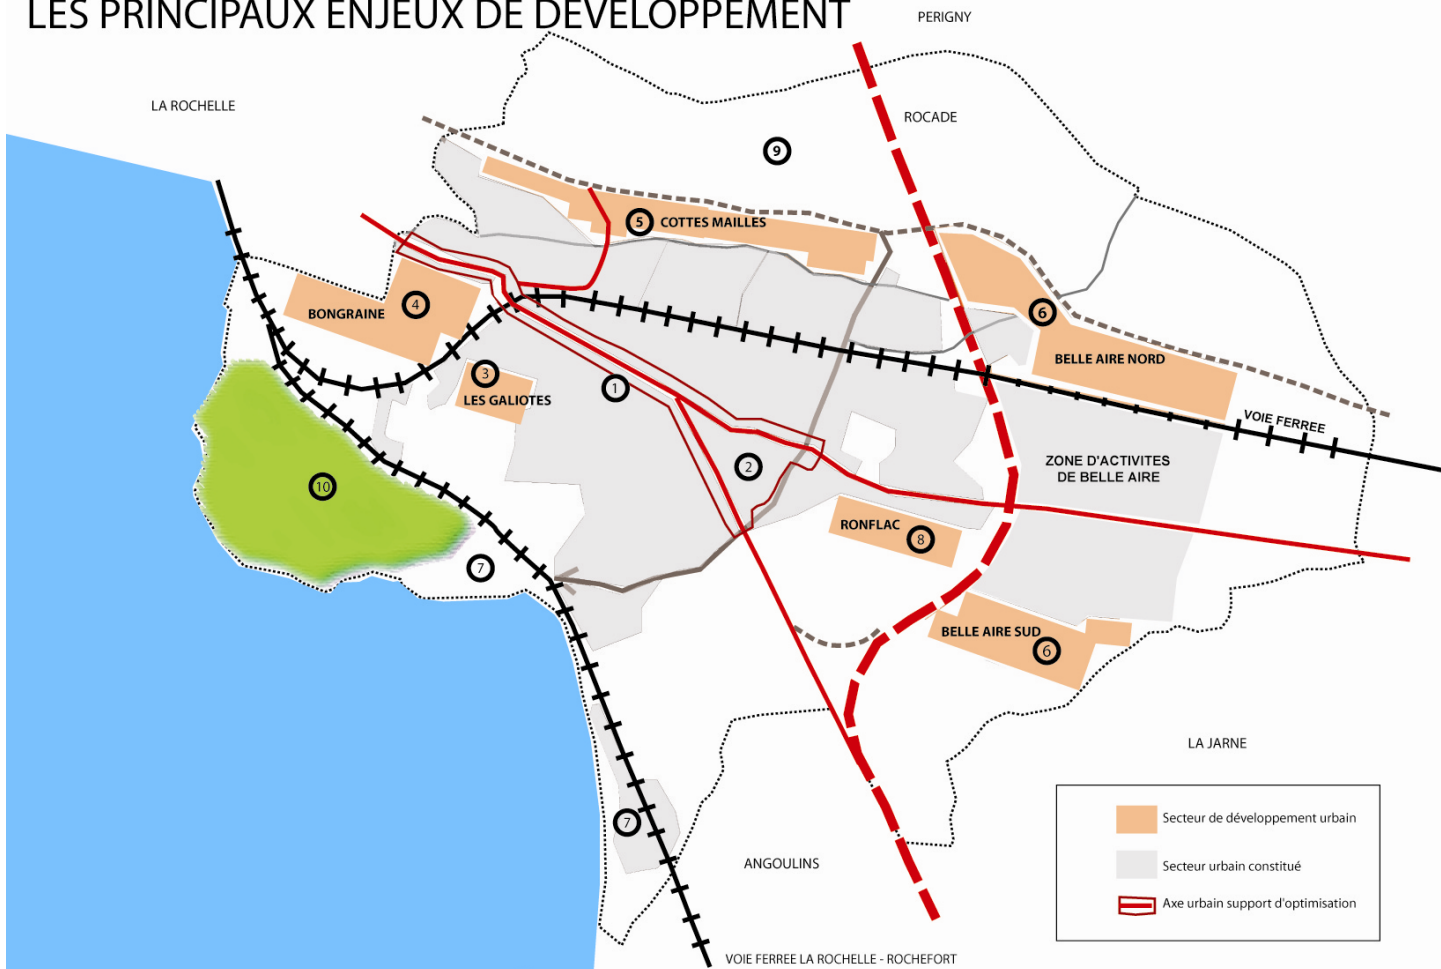 LES PRINCIPAUX ENJEUX DE DEVELOPPEMENT
PERIGNY
LA ROCHELLE
ROCADE
9
5
COTTES MAILLES
4
BONGRAINE
6
BELLE AIRE NORD
3
LES GALIOTES
1
VOIE FERREE
2
ZONE D'ACTIVITES
DE BELLE AIRE
10
RONFLAC
8
7
BELLE AIRE SUD
6
LA JARNE
7
ANGOULINS
VOIE FERREE LA ROCHELLE - ROCHEFORT
Secteur de développement urbain
Secteur urbain constitué
Axe urbain support d'optimisation